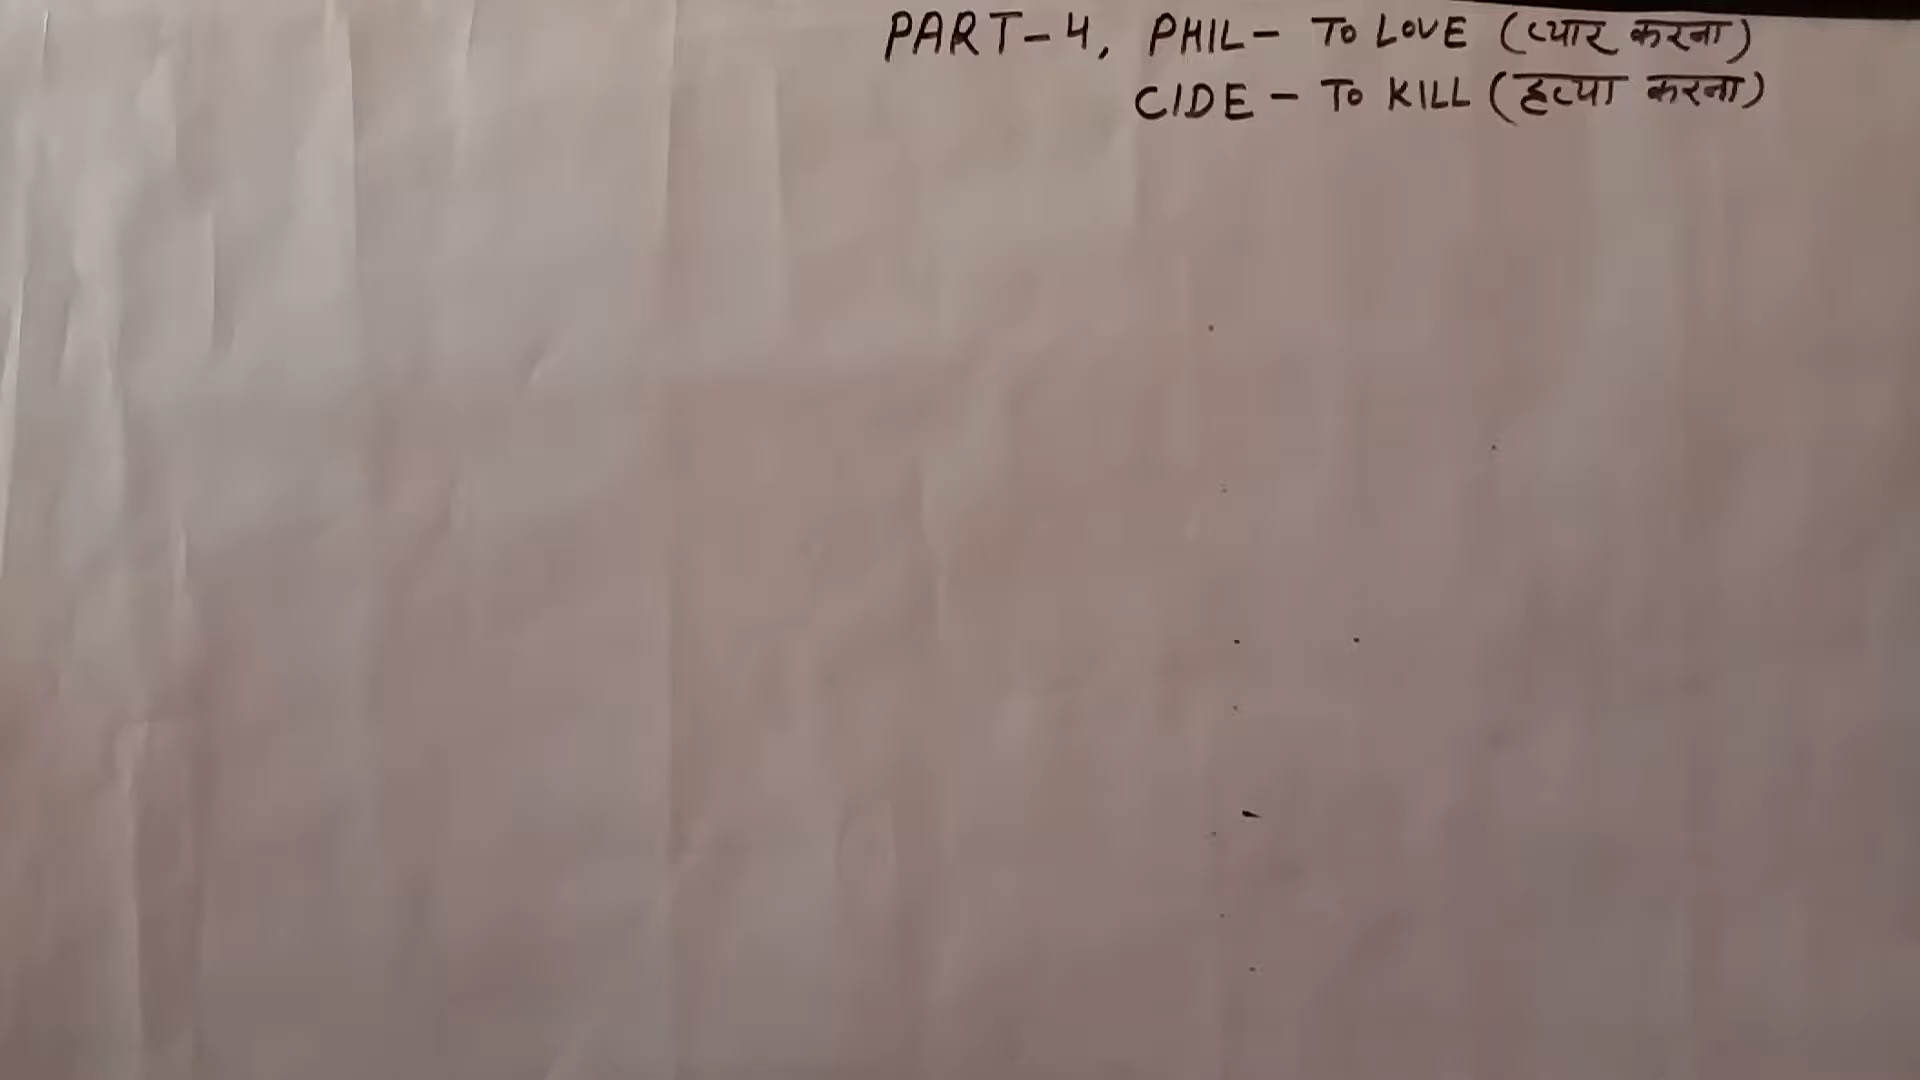 PART-4, PHIL- TO LOVE (प्यार करना)
CIDE - TO KILL (हत्या करना)